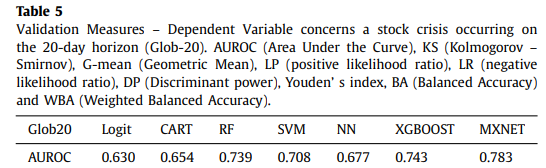 Table 5
Validation Measures – Dependent Variable concerns a stock crisis occurring on
the 20-day horizon (Glob-20). AUROC (Area Under the Curve), KS (Kolmogorov –
Smirnov), G-mean (Geometric Mean), LP (positive likelihood ratio), LR (negative
likelihood ratio), DP (Discriminant power), Youden' s index, BA (Balanced Accuracy)
and WBA (Weighted Balanced Accuracy).
Glob20 Logit CART RF SVM NN XGBOOST MXNET
AUROC 0.630 0.654 0.739 0.708 0.677 0.743 0.783